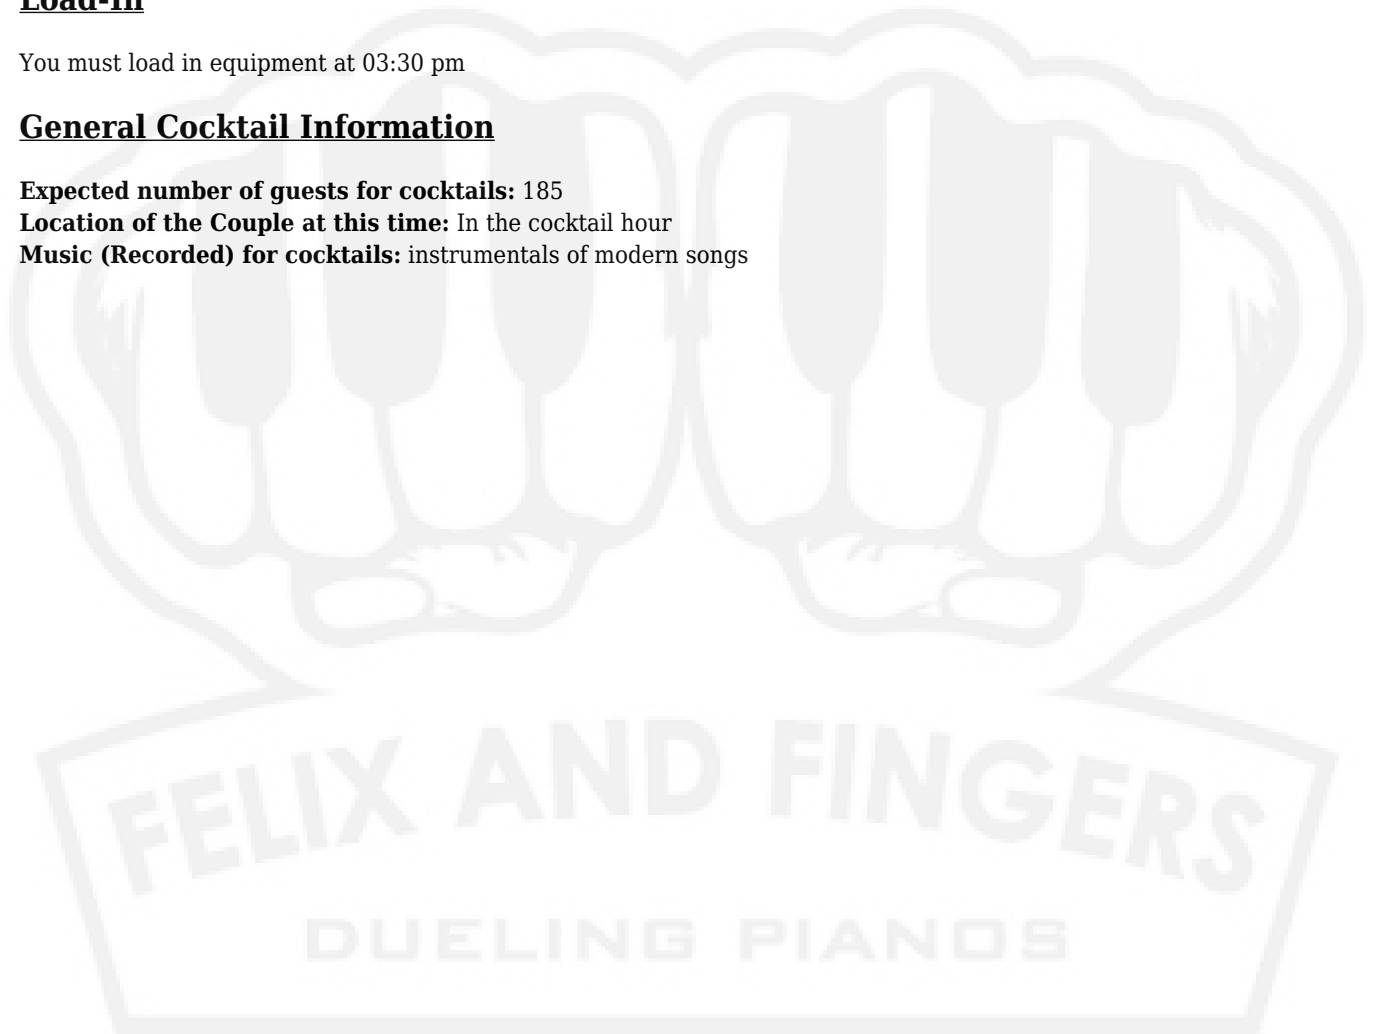 Load-In
You must load in equipment at 03:30 pm
General Cocktail Information
Expected number of guests for cocktails: 185
Location of the Couple at this time: In the cocktail hour
Music (Recorded) for cocktails: instrumentals of modern songs
FELIX AND FINGERS
DUELING PIANOS